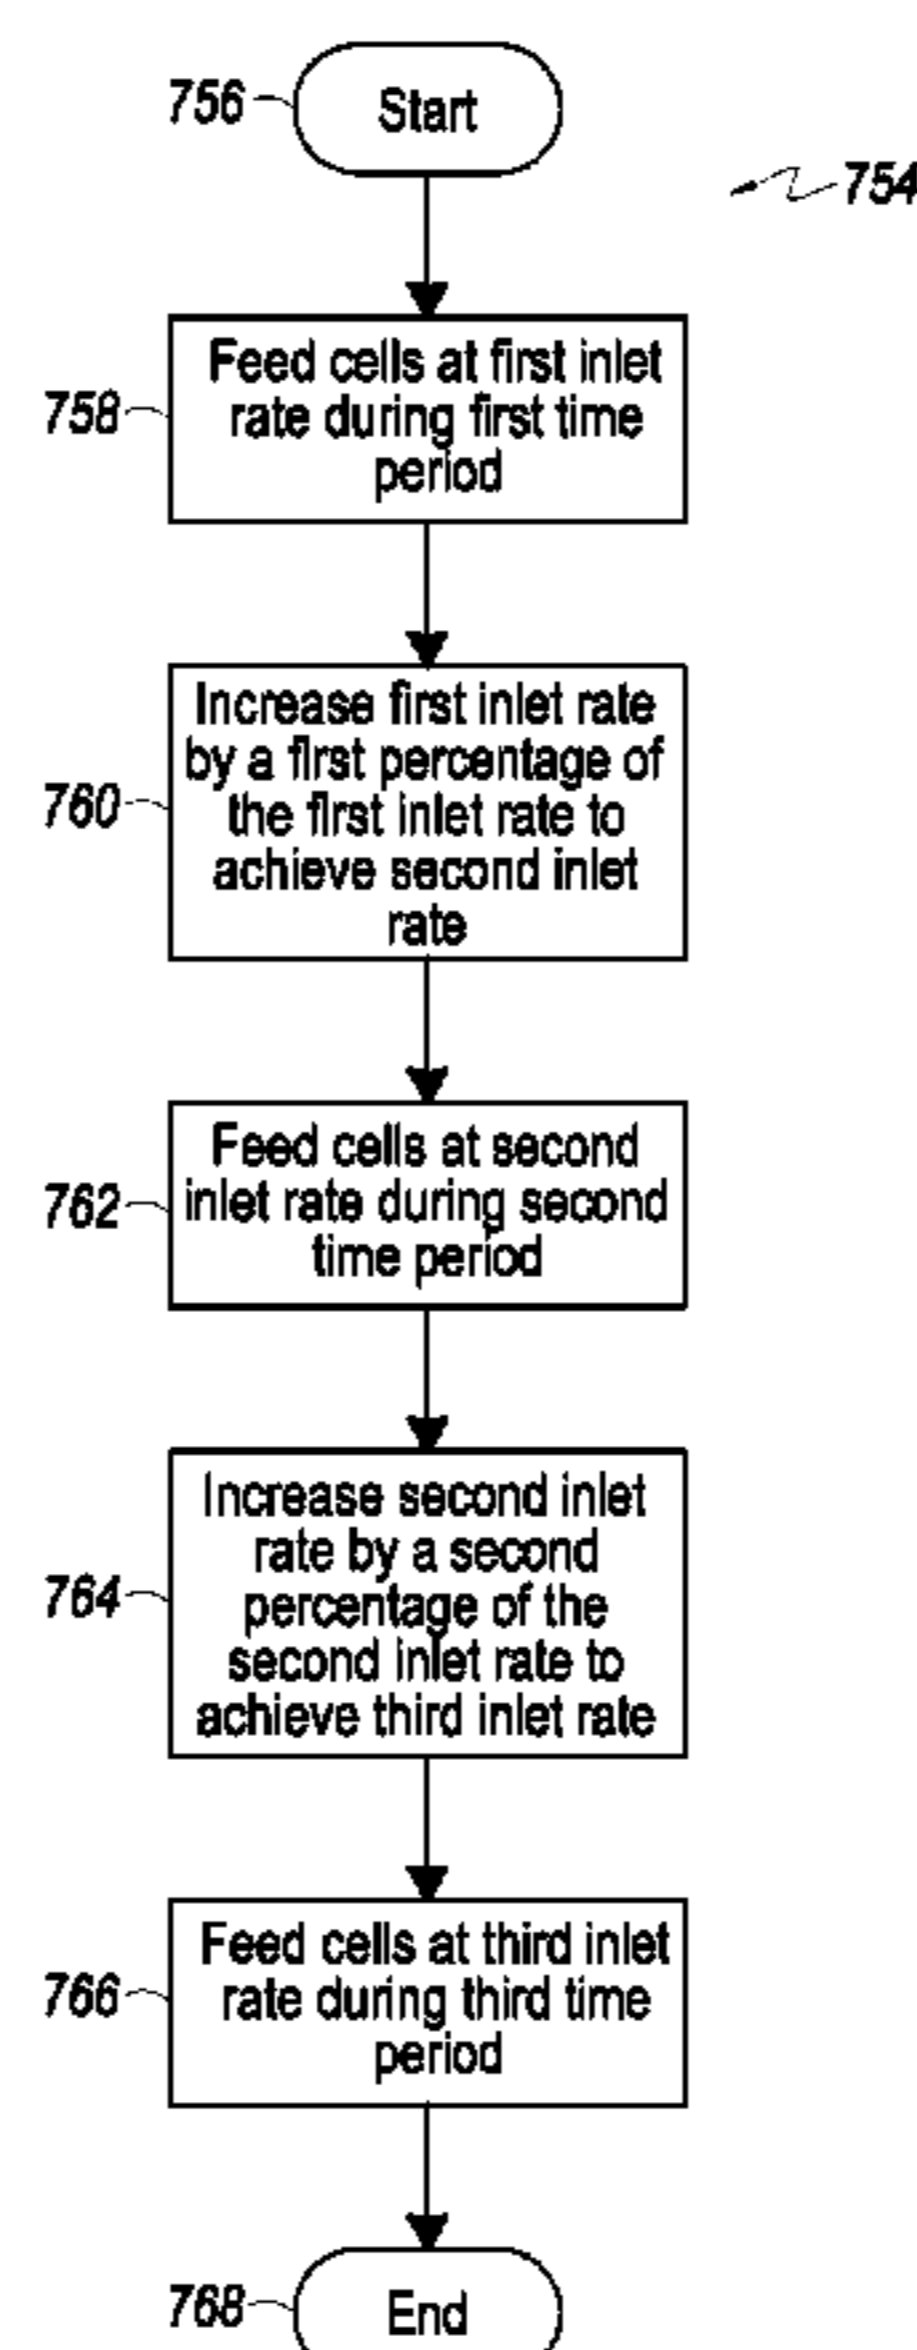 756
Start
754
758
Feed cells at first inlet
rate during first time
period
760
Increase first inlet rate
by a first percentage of
the first inlet rate to
achieve second inlet
rate
762
Feed cells at second
inlet rate during second
time period
764
Increase second inlet
rate by a second
percentage of the
second inlet rate to
achieve third inlet rate
766
Feed cells at third inlet
rate during third time
period
768
End